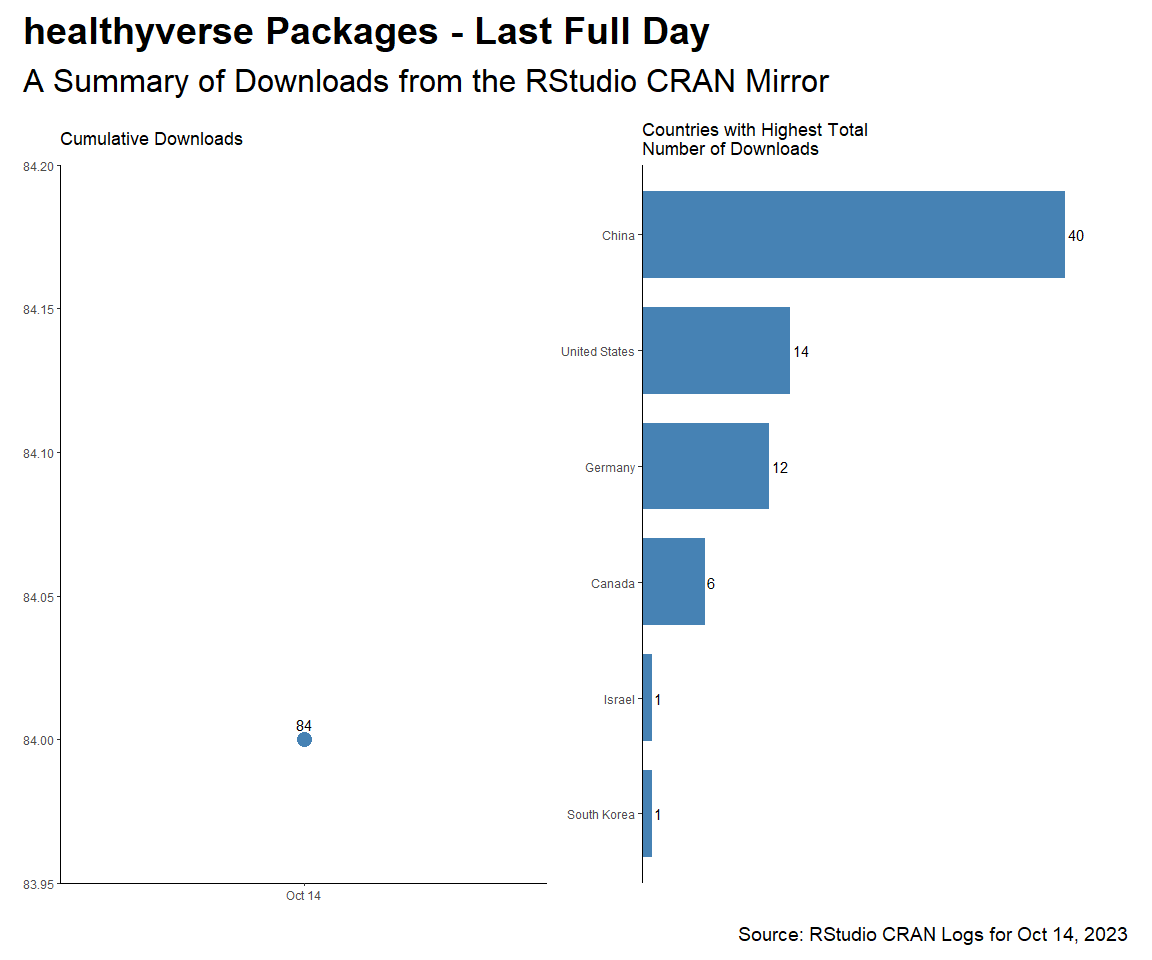 healthyverse Packages - Last Full Day
A Summary of Downloads from the RStudio CRAN Mirror
Cumulative Downloads
84.20
84.15
84.10
84.05
84.00
83.95
84
Oct 14
Countries with Highest Total
Number of Downloads
China
40
United States
14
Germany
12
Canada
6
Israel
1
South Korea
1
Source: RStudio CRAN Logs for Oct 14, 2023